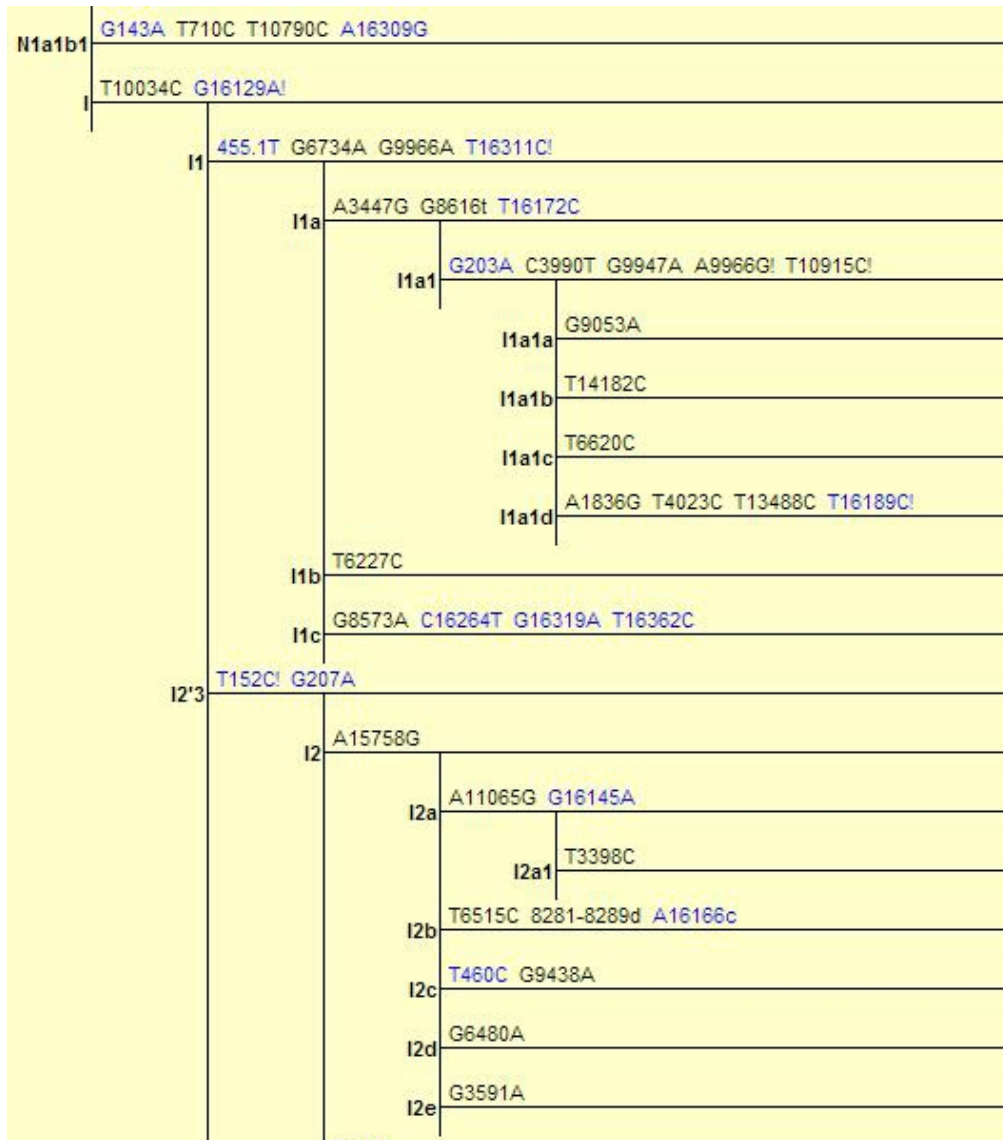 N1a1b1 G143A T710C T10790C A16309G
I T10034C G16129A!
I1 455.1T G6734A G9966A T16311C!
I1a A3447G G8616t T16172C
I1a1 G203A C3990T G9947A A9966G! T10915C!
I1a1a G9053A
I1a1b T14182C
I1a1c T6620C
I1a1d A1836G T4023C T13488C T16189C!
I1b T6227C
I1c G8573A C16264T G16319A T16362C
I2'3 T152C! G207A
I2 A15758G
I2a A11065G G16145A
I2a1 T3398C
I2b T6515C 8281-8289d A16166c
I2c T460C G9438A
I2d G6480A
I2e G3591A